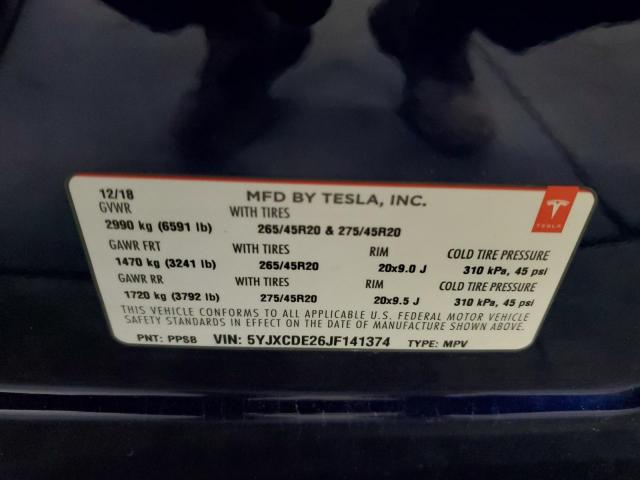 12/18 MFD BY TESLA, INC.
GVWR WITH TIRES
2990 kg (6591 lb) 265/45R20 & 275/45R20
GAWR FRT WITH TIRES RIM COLD TIRE PRESSURE
1470 kg (3241 lb) 265/45R20 20x9.0 J 310 kPa, 45 psi
GAWR RR WITH TIRES RIM COLD TIRE PRESSURE
1720 kg (3792 lb) 275/45R20 20x9.5 J 310 kPa, 45 psi
THIS VEHICLE CONFORMS TO ALL APPLICABLE U.S. FEDERAL MOTOR VEHICLE
SAFETY STANDARDS IN EFFECT ON THE DATE OF MANUFACTURE SHOWN ABOVE.
PNT: PPSB VIN: 5YJXCDE26JF141374 TYPE: MPV
TESLA